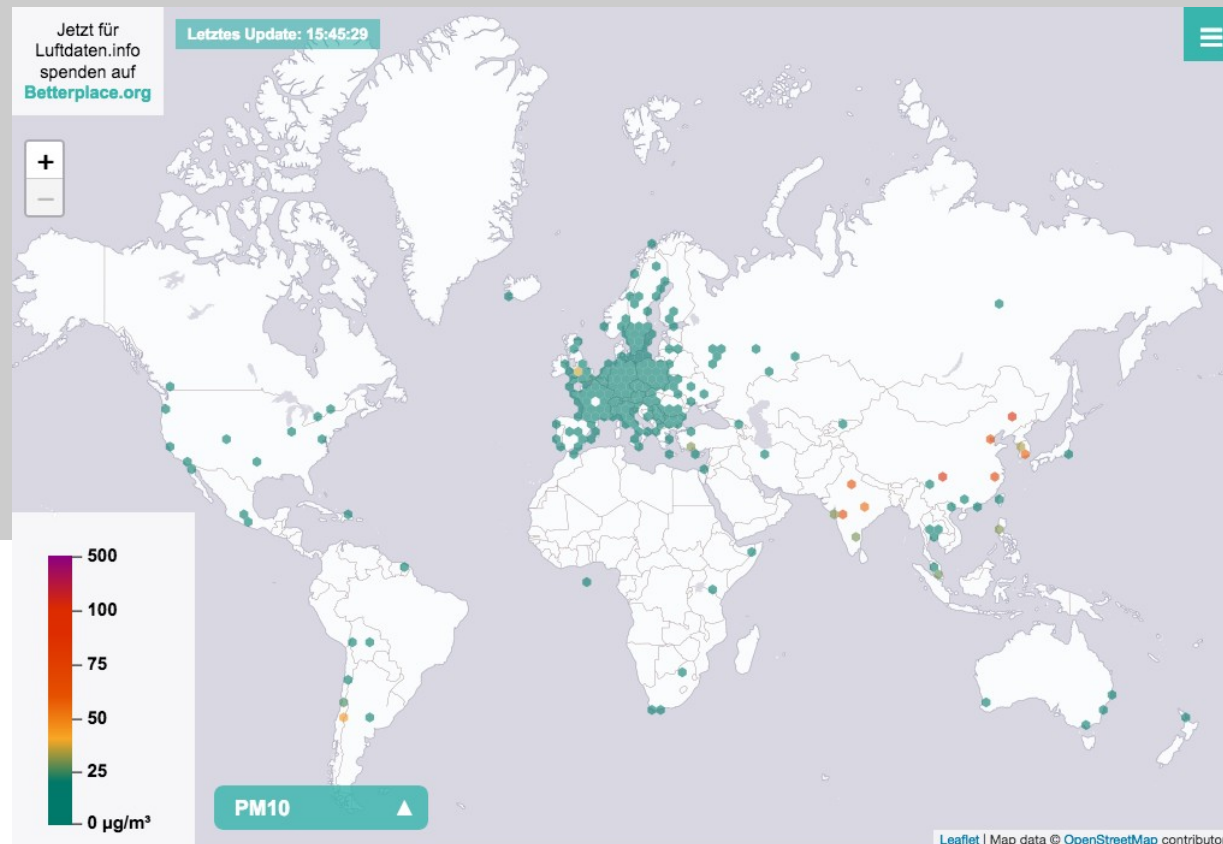 Jetzt für
Luftdaten.info
spenden auf
Betterplace.org
Letztes Update: 15:45:29
+
−
500
100
75
50
25
0 µg/m³
PM10 ▲
Leaflet | Map data © OpenStreetMap contributor